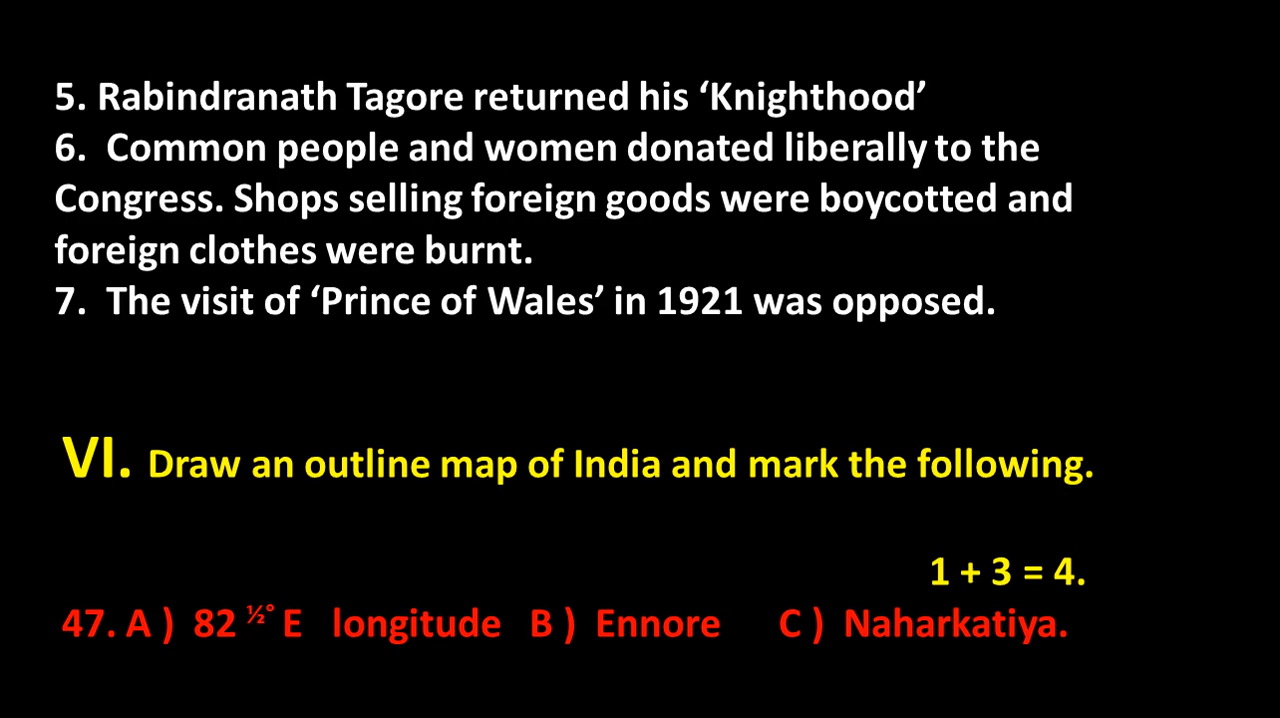 5. Rabindranath Tagore returned his ‘Knighthood’
6. Common people and women donated liberally to the
Congress. Shops selling foreign goods were boycotted and
foreign clothes were burnt.
7. The visit of ‘Prince of Wales’ in 1921 was opposed.
VI. Draw an outline map of India and mark the following.
1 + 3 = 4.
47. A ) 82 ½° E longitude B ) Ennore C ) Naharkatiya.